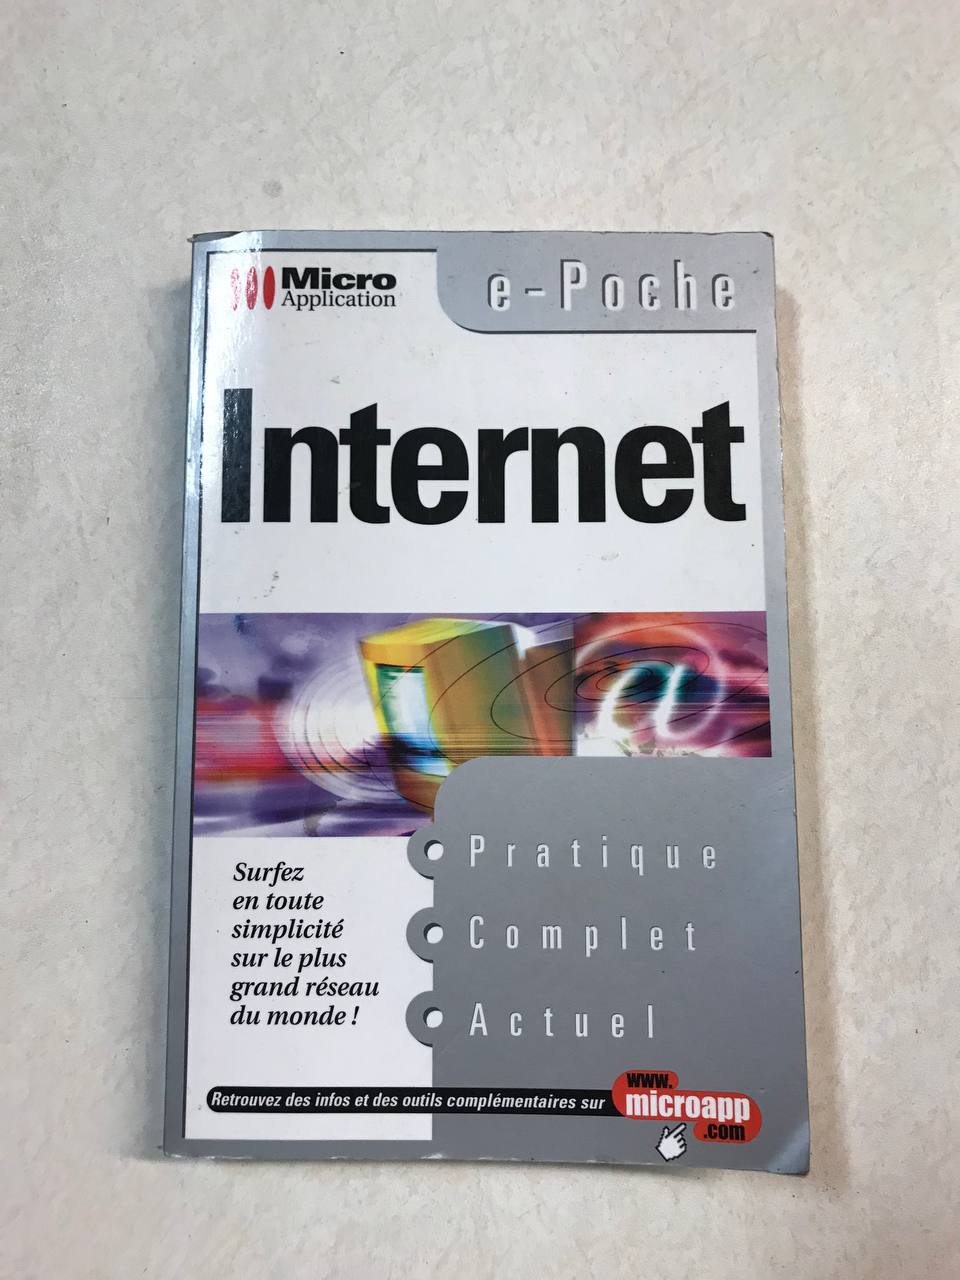 Micro
Application
e-Poche
Internet
@
Pratique
Complet
Actuel
Surfez
en toute
simplicité
sur le plus
grand réseau
du monde !
Retrouvez des infos et des outils complémentaires sur
www.
microapp
.com